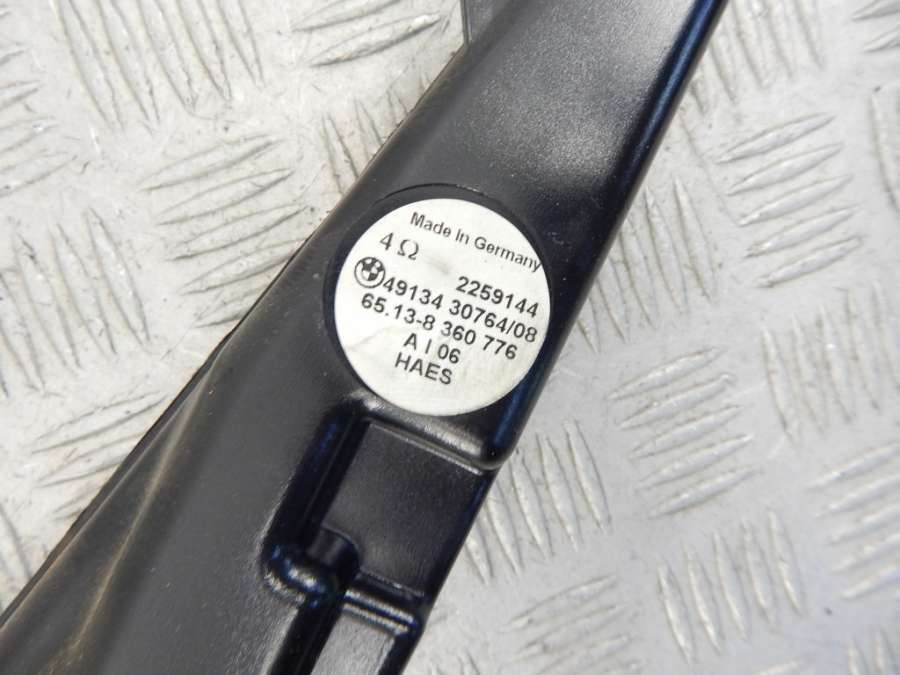 Made In Germany
4 Ω
2259144
49134 30764/08
65.13-8 360 776
A I 06
HAES